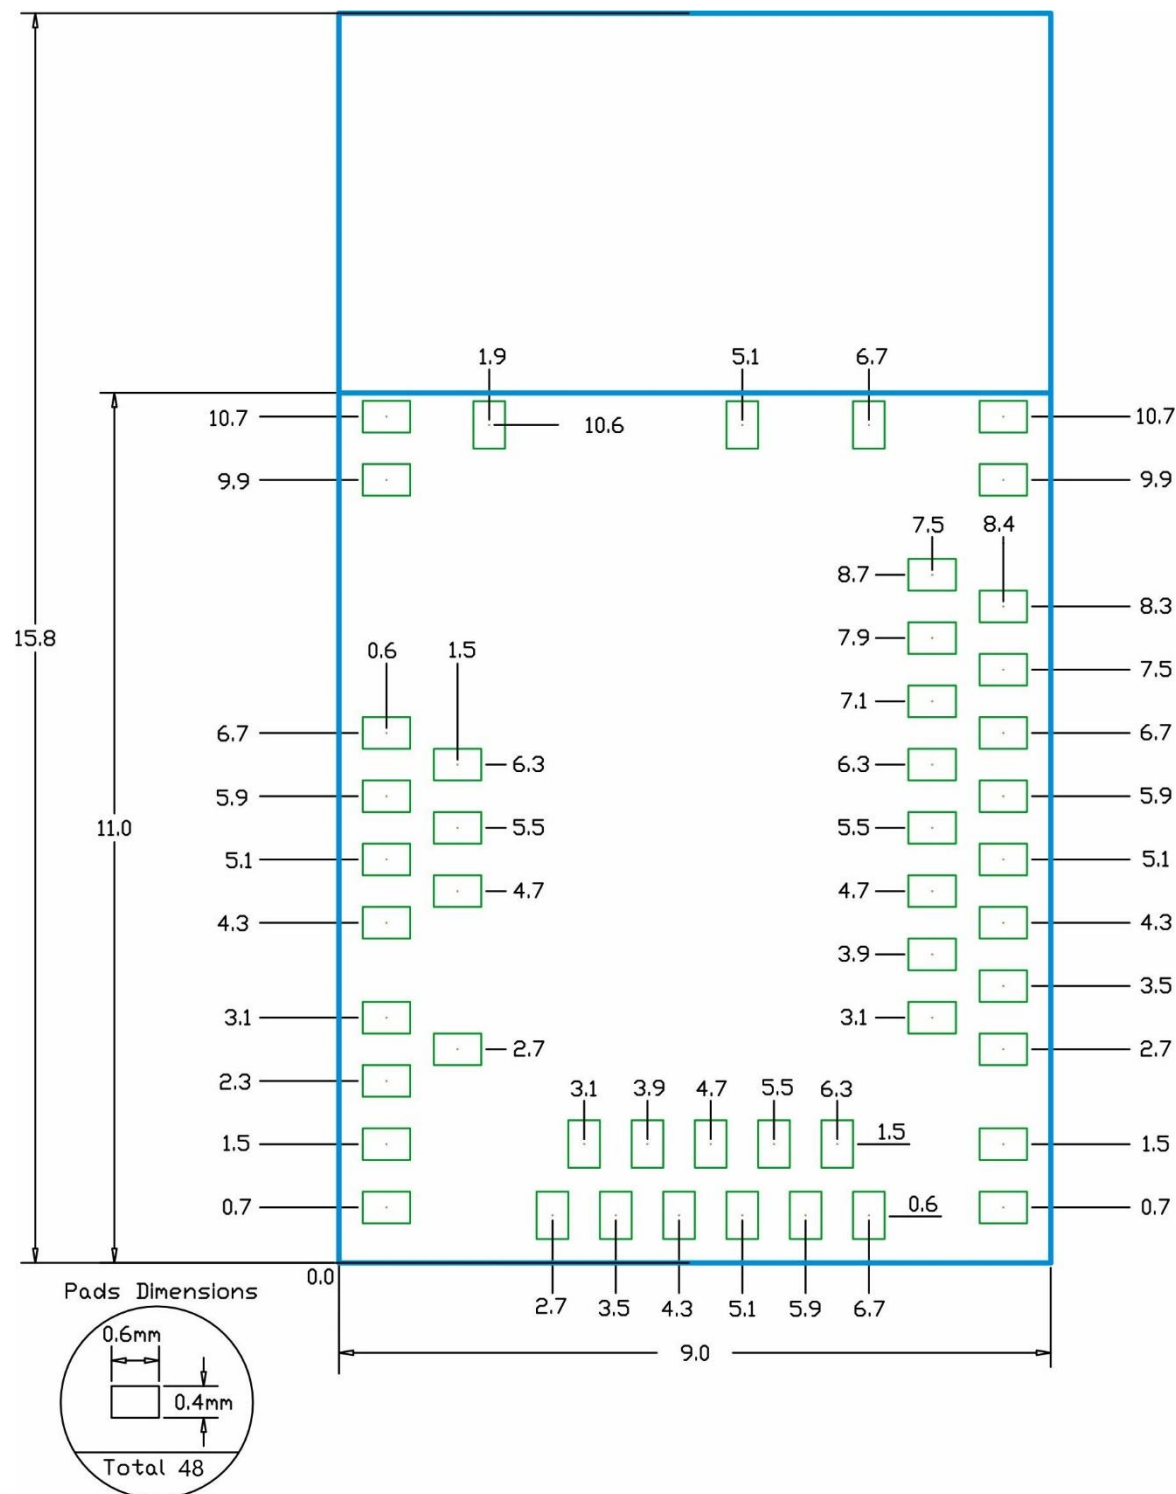 1.9 5.1 6.7
10.7 10.6 10.7
9.9 9.9
7.5 8.4
8.7 8.3
15.8 7.9
0.6 1.5 7.5
7.1
6.7 6.7
6.3 6.3
5.9 5.9
11.0 5.5 5.5
5.1 5.1
4.7 4.7
4.3 4.3
3.9
3.5
3.1 3.1
2.7 2.7
2.3
3.1 3.9 4.7 5.5 6.3
1.5 1.5 1.5
0.7 0.6 0.7
0.0
2.7 3.5 4.3 5.1 5.9 6.7
9.0
Pads Dimensions
0.6mm
0.4mm
Total 48